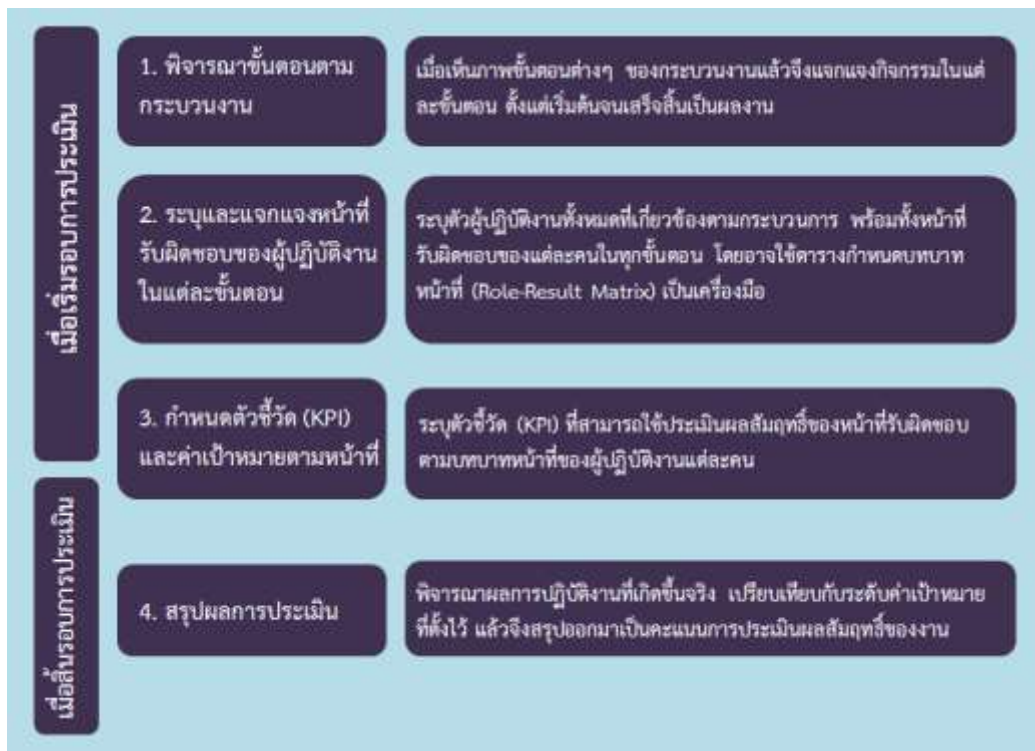 เมื่อเริ่มรอบการประเมิน
1. พิจารณาขั้นตอนตาม
กระบวนงาน
เมื่อเห็นภาพขั้นตอนต่างๆ ของกระบวนงานแล้วจึงแจกแจงกิจกรรมในแต่
ละขั้นตอน ตั้งแต่เริ่มต้นจนเสร็จสิ้นเป็นผลงาน
2. ระบุและแจกแจงหน้าที่
รับผิดชอบของผู้ปฏิบัติงาน
ในแต่ละขั้นตอน
ระบุตัวผู้ปฏิบัติงานทั้งหมดที่เกี่ยวข้องตามกระบวนการ พร้อมทั้งหน้าที่
รับผิดชอบของแต่ละคนในทุกขั้นตอน โดยอาจใช้ตารางกำหนดบทบาท
หน้าที่ (Role-Result Matrix) เป็นเครื่องมือ
3. กำหนดตัวชี้วัด (KPI)
และค่าเป้าหมายตามหน้าที่
ระบุตัวชี้วัด (KPI) ที่สามารถใช้ประเมินผลสัมฤทธิ์ของหน้าที่รับผิดชอบ
ตามบทบาทหน้าที่ของผู้ปฏิบัติงานแต่ละคน
เมื่อสิ้นรอบการประเมิน
4. สรุปผลการประเมิน
พิจารณาผลการปฏิบัติงานที่เกิดขึ้นจริง เปรียบเทียบกับระดับค่าเป้าหมาย
ที่ตั้งไว้ แล้วจึงสรุปออกมาเป็นคะแนนการประเมินผลสัมฤทธิ์ของงาน